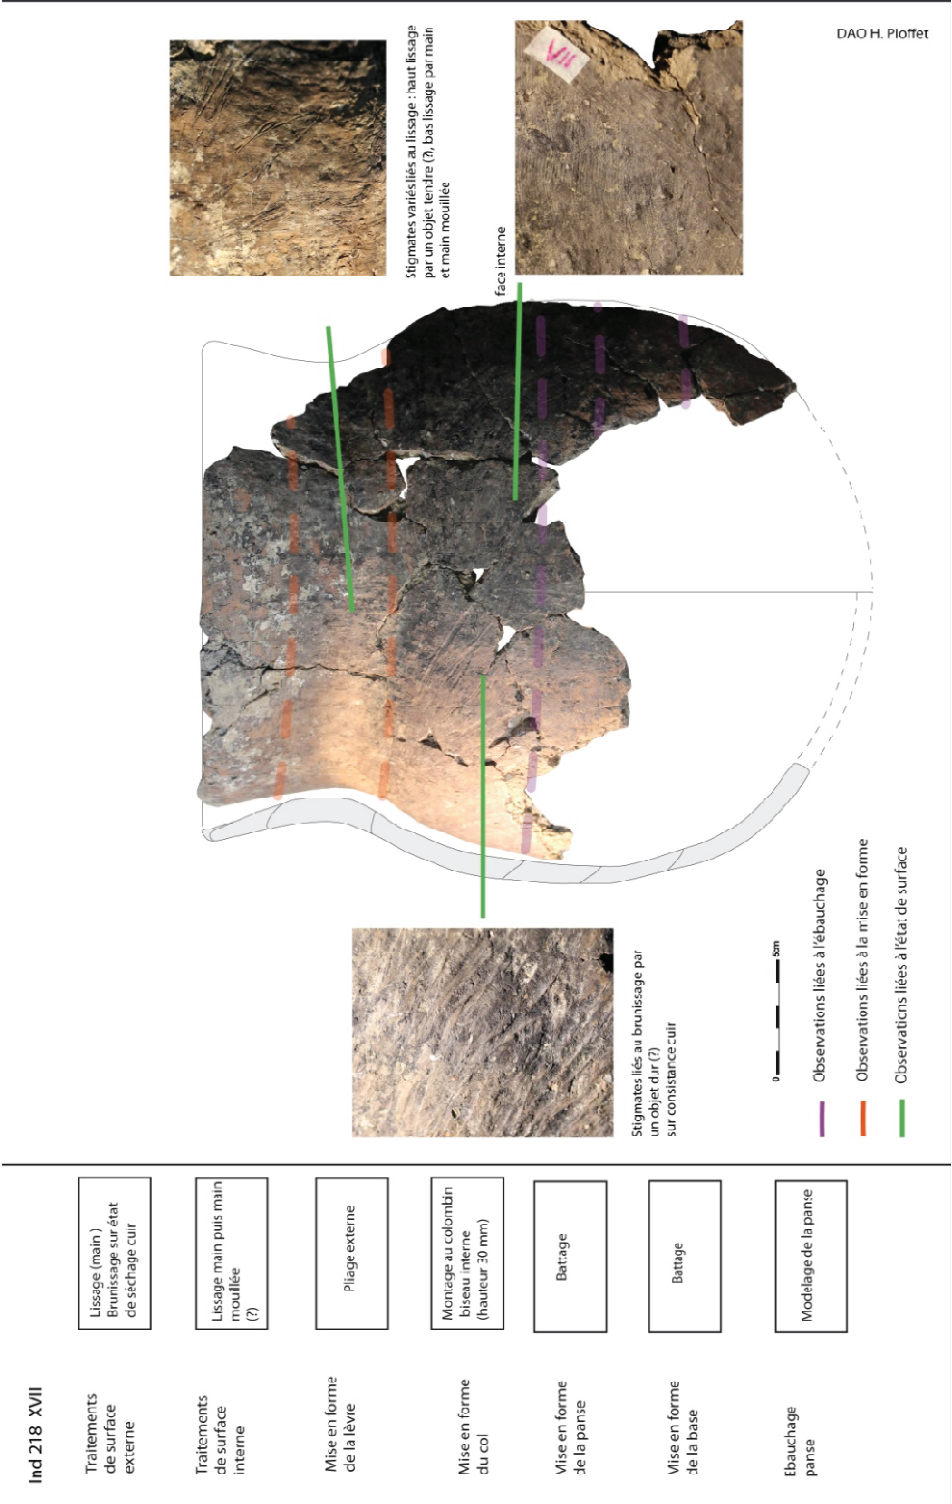 Ind 218 XVII
Traitements
de surface
externe
Lissage (main )
Brunissage sur état
de séchage cuir
Traitements
de surface
interne
Lissage main puis main
mouillée
(?)
Mise en forme
de la lèvre
Pliage externe
Mise en forme
du col
Montage au colombin
biseau interne
(hauteur 30 mm)
Mise en forme
de la panse
Battage
Mise en forme
de la base
Battage
Ebauchage
panse
Modelage de la panse
Stigmates liés au brunissage par
un objet dur (?)
sur consistance cuir
Stigmates variésliés au lissage : haut lissage
par un objet tendre (?), bas lissage par main
et main mouillée
face interne
VII
0 5cm
Observations liées à l'ébauchage
Observations liées à la mise en forme
Observations liées à l'état de surface
DAO H. Pioffet